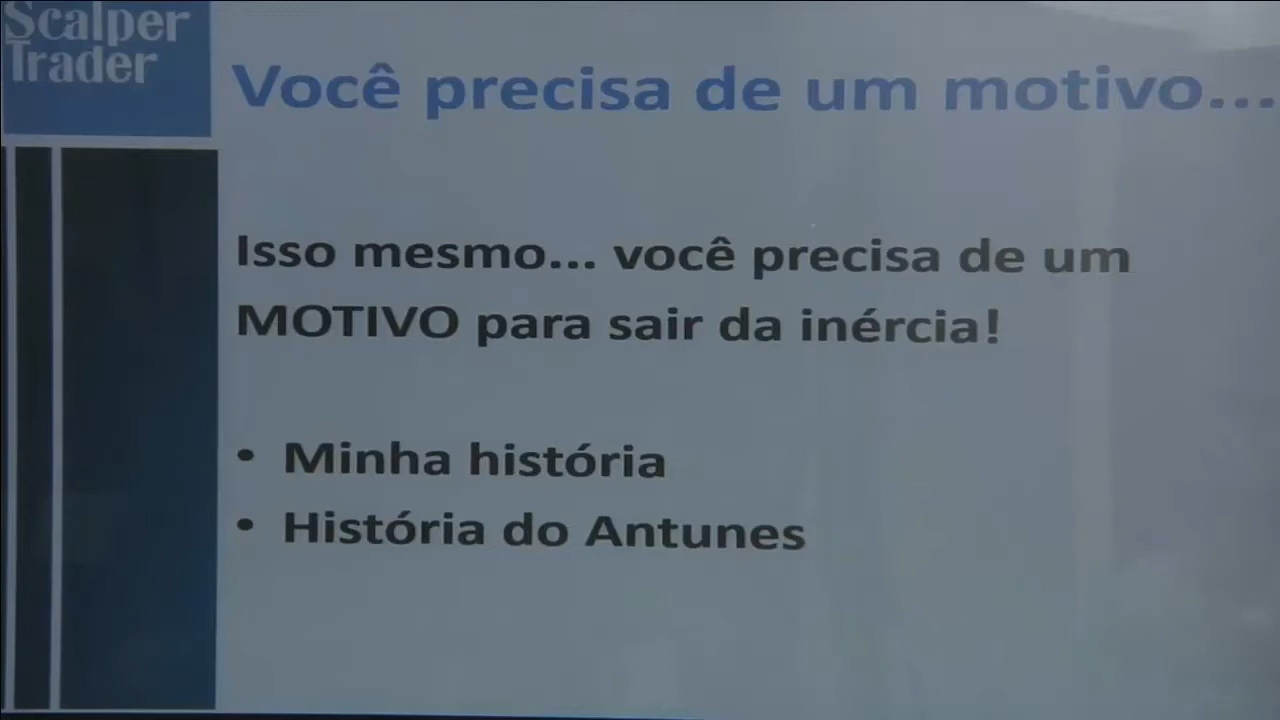 Scalper
Trader
Você precisa de um motivo...
Isso mesmo... você precisa de um
MOTIVO para sair da inércia!
• Minha história
• História do Antunes